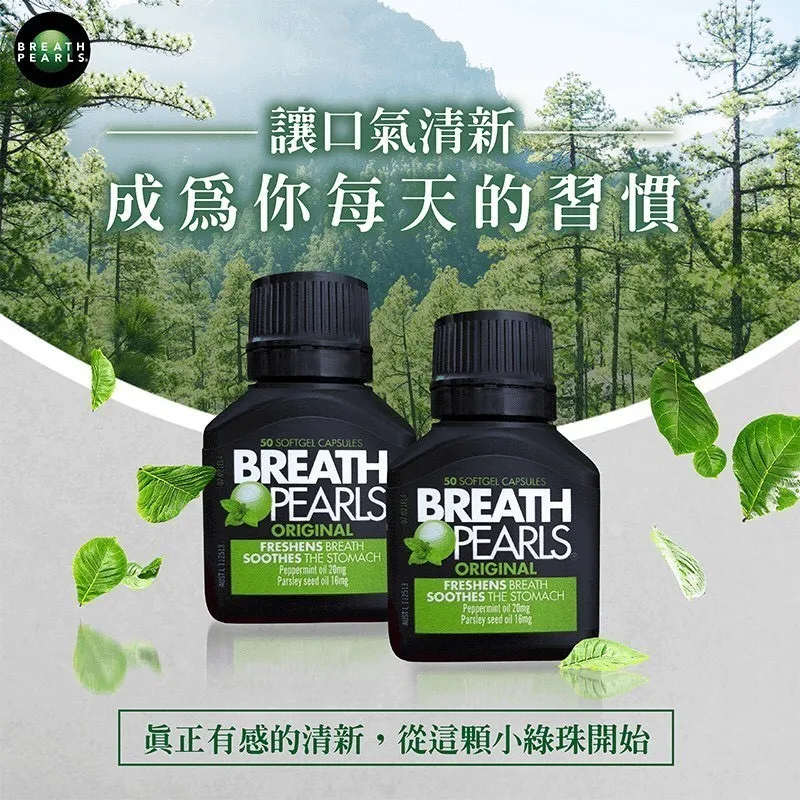 BREATH
PEARLS®
讓口氣清新
成爲你每天的習慣
50 SOFTGEL CAPSULES
BREATH
PEARLS
ORIGINAL
FRESHENS BREATH
SOOTHES THE STOMACH
Peppermint oil 20mg
Parsley seed oil 16mg
50 SOFTGEL CAPSULES
BREATH
PEARLS®
ORIGINAL
FRESHENS BREATH
SOOTHES THE STOMACH
Peppermint oil 20mg
Parsley seed oil 16mg
眞正有感的清新，從這顆小綠珠開始